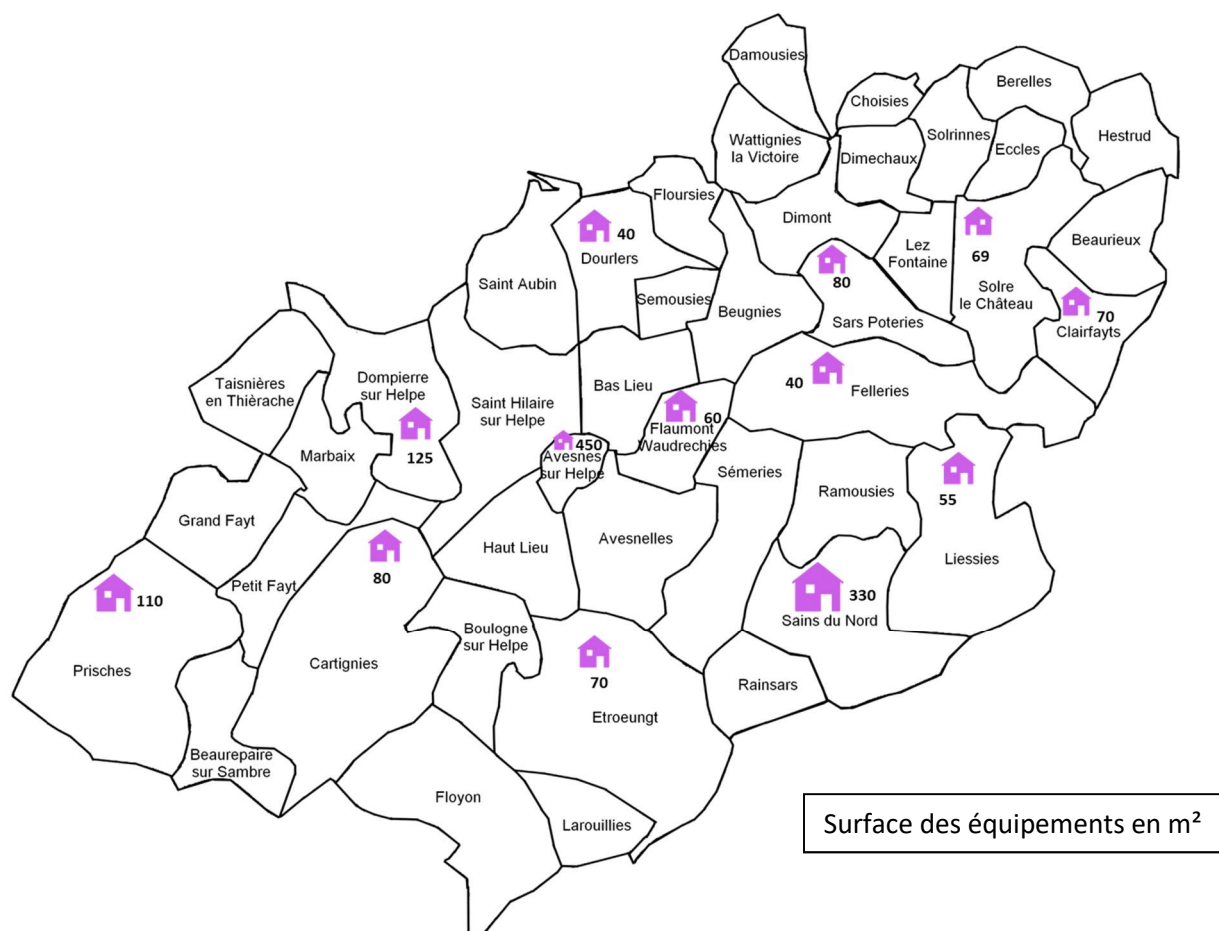 Damousies
Berelles
Choisies
Hestrud
Wattignies
la Victoire
Solrinnes
Eccles
Dimechaux
Floursies
Dimont
40
Dourlers
Lez
Fontaine
Beaurieux
69
Saint Aubin
80
Solre
le Château
Semousies
Beugnies
Sars Poteries
70
Clairfayts
Taisnières
en Thièrache
Dompierre
sur Helpe
Bas Lieu
40
Felleries
Saint Hilaire
sur Helpe
60
Flaumont
Waudrechies
450
Avesnes
sur Helpe
125
Marbaix
Sémeries
Ramousies
55
Grand Fayt
Haut Lieu
Avesnelles
Liessies
Petit Fayt
80
110
330
Sains du Nord
Boulogne
sur Helpe
Prisches
Cartignies
70
Rainsars
Etroeungt
Beaurepaire
sur Sambre
Floyon
Larouillies
Surface des équipements en m²